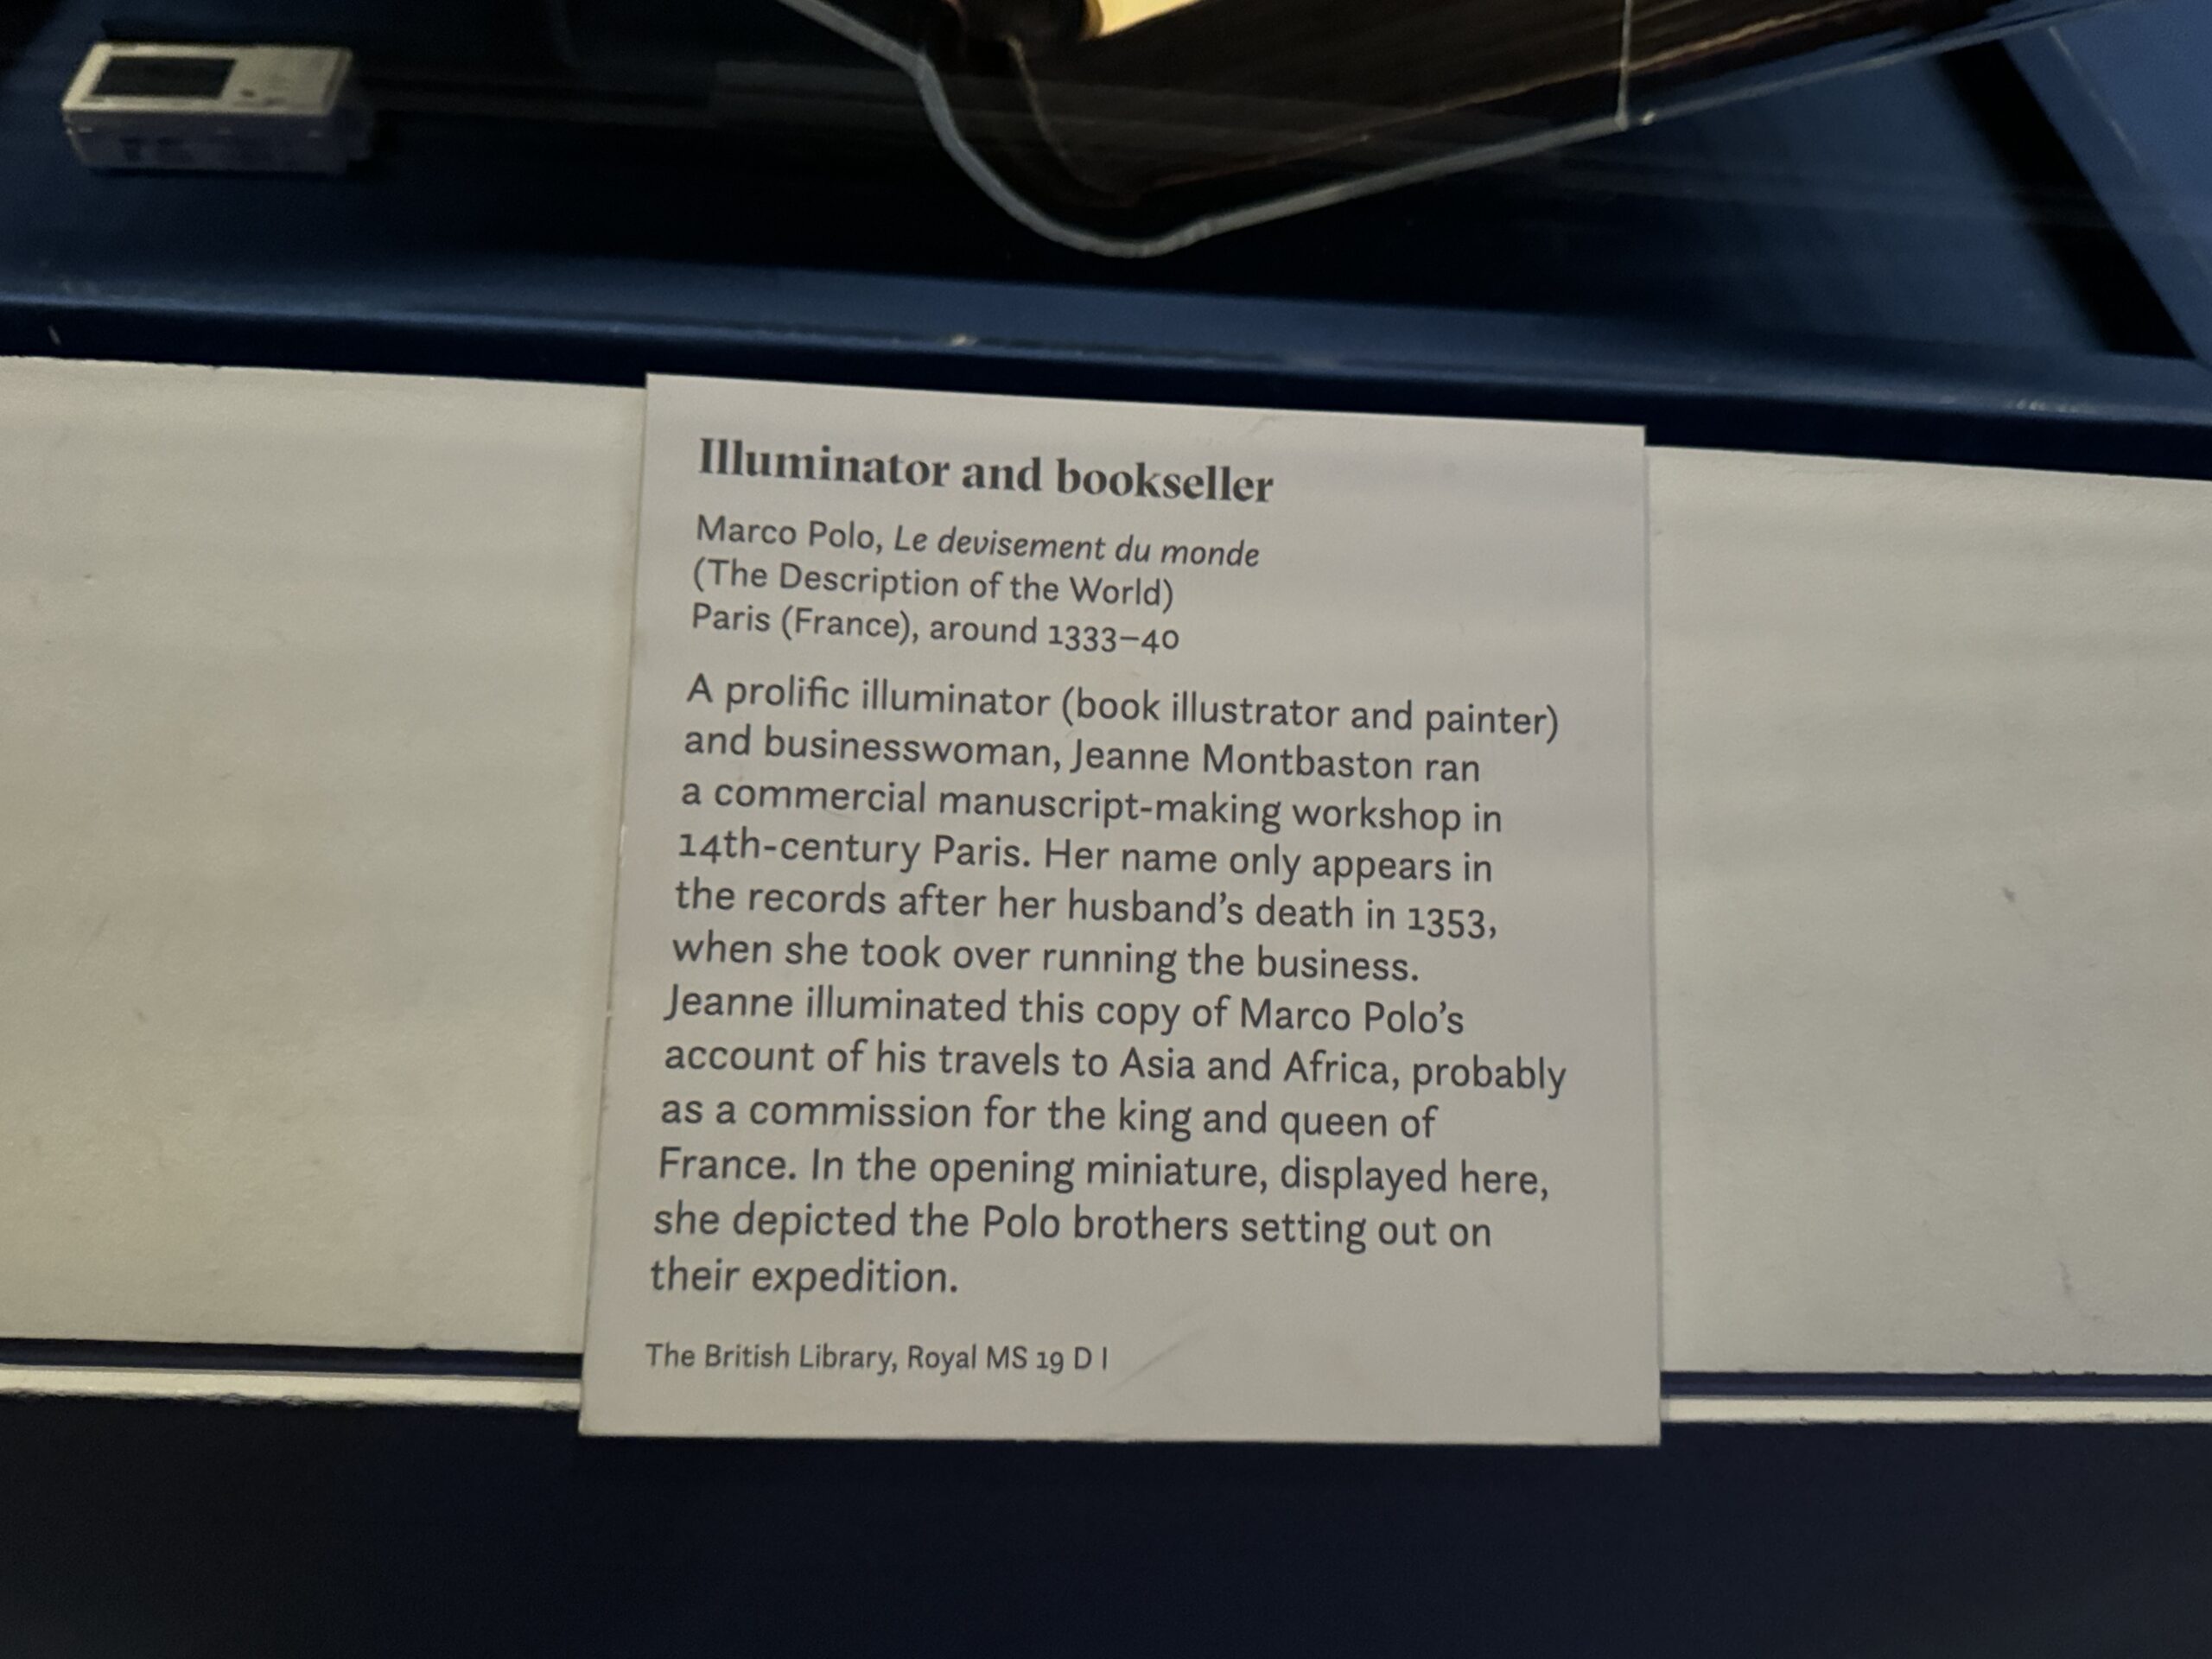 Illuminator and bookseller
Marco Polo, Le devisement du monde
(The Description of the World)
Paris (France), around 1333–40
A prolific illuminator (book illustrator and painter)
and businesswoman, Jeanne Montbaston ran
a commercial manuscript-making workshop in
14th-century Paris. Her name only appears in
the records after her husband’s death in 1353,
when she took over running the business.
Jeanne illuminated this copy of Marco Polo’s
account of his travels to Asia and Africa, probably
as a commission for the king and queen of
France. In the opening miniature, displayed here,
she depicted the Polo brothers setting out on
their expedition.
The British Library, Royal MS 19 D I